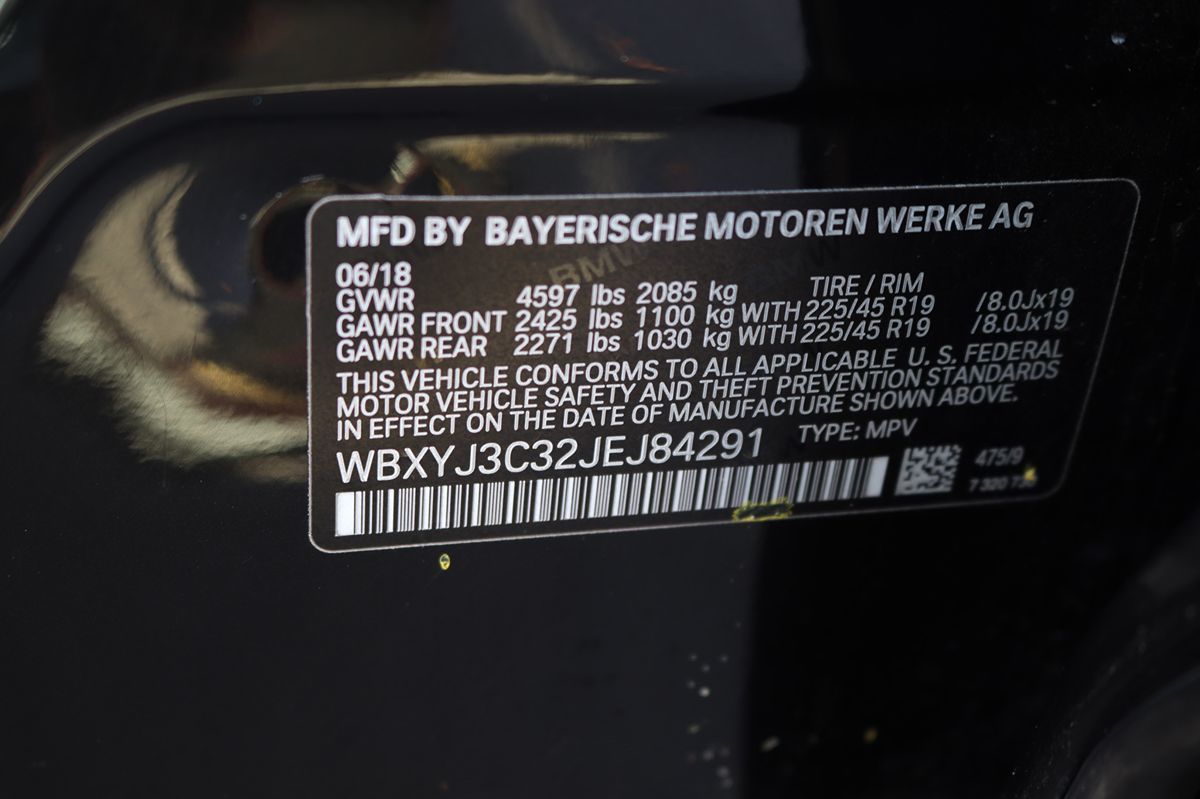 MFD BY BAYERISCHE MOTOREN WERKE AG
06/18 TIRE / RIM
GVWR 4597 lbs 2085 kg
GAWR FRONT 2425 lbs 1100 kg WITH 225/45 R19 /8.0Jx19
GAWR REAR 2271 lbs 1030 kg WITH 225/45 R19 /8.0Jx19
THIS VEHICLE CONFORMS TO ALL APPLICABLE U. S. FEDERAL
MOTOR VEHICLE SAFETY AND THEFT PREVENTION STANDARDS
IN EFFECT ON THE DATE OF MANUFACTURE SHOWN ABOVE.
WBXYJ3C32JEJ84291 TYPE: MPV
475/9
7 320